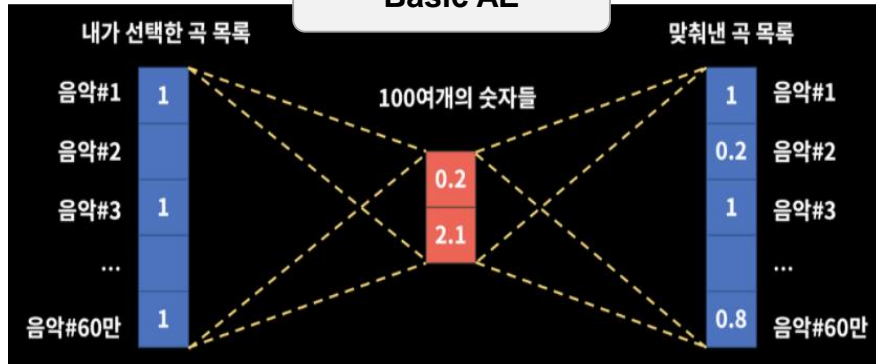 Basic AE
내가 선택한 곡 목록
맞춰낸 곡 목록
100여개의 숫자들
음악#1 1
음악#2
음악#3 1
...
음악#60만 1
0.2
2.1
1 음악#1
0.2 음악#2
1 음악#3
...
0.8 음악#60만